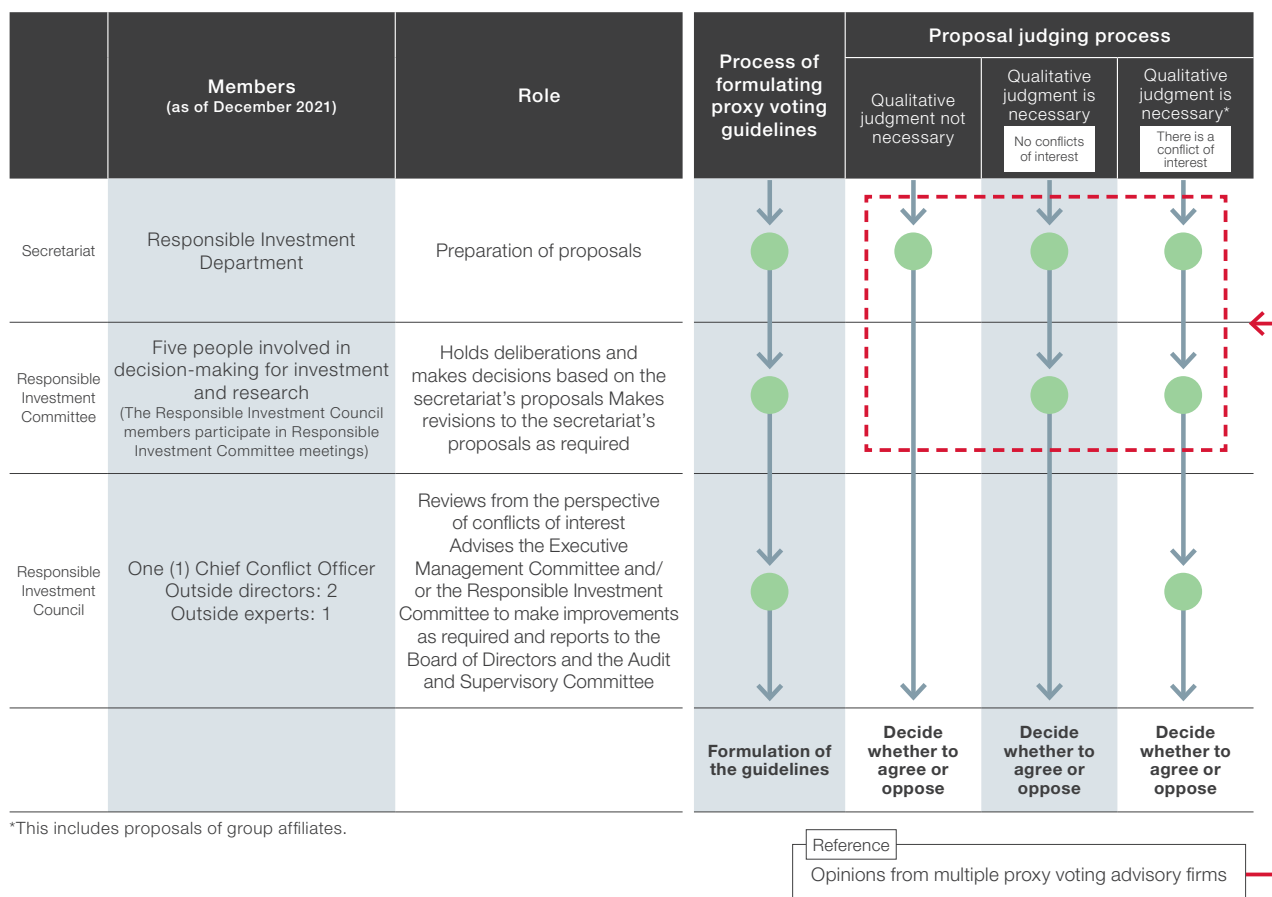 Members
(as of December 2021)
Role
Process of
formulating
proxy voting
guidelines
Proposal judging process
Qualitative
judgment not
necessary
Qualitative
judgment is
necessary
No conflicts
of interest
Qualitative
judgment is
necessary*
There is a
conflict of
interest
Secretariat
Responsible Investment
Department
Preparation of proposals
Responsible
Investment
Committee
Five people involved in
decision-making for investment
and research
(The Responsible Investment Council
members participate in Responsible
Investment Committee meetings)
Holds deliberations and
makes decisions based on the
secretariat's proposals Makes
revisions to the secretariat's
proposals as required
Responsible
Investment
Council
One (1) Chief Conflict Officer
Outside directors: 2
Outside experts: 1
Reviews from the perspective
of conflicts of interest
Advises the Executive
Management Committee and/
or the Responsible Investment
Committee to make improvements
as required and reports to the
Board of Directors and the Audit
and Supervisory Committee
Formulation of
the guidelines
Decide
whether to
agree or
oppose
Decide
whether to
agree or
oppose
Decide
whether to
agree or
oppose
*This includes proposals of group affiliates.
Reference
Opinions from multiple proxy voting advisory firms